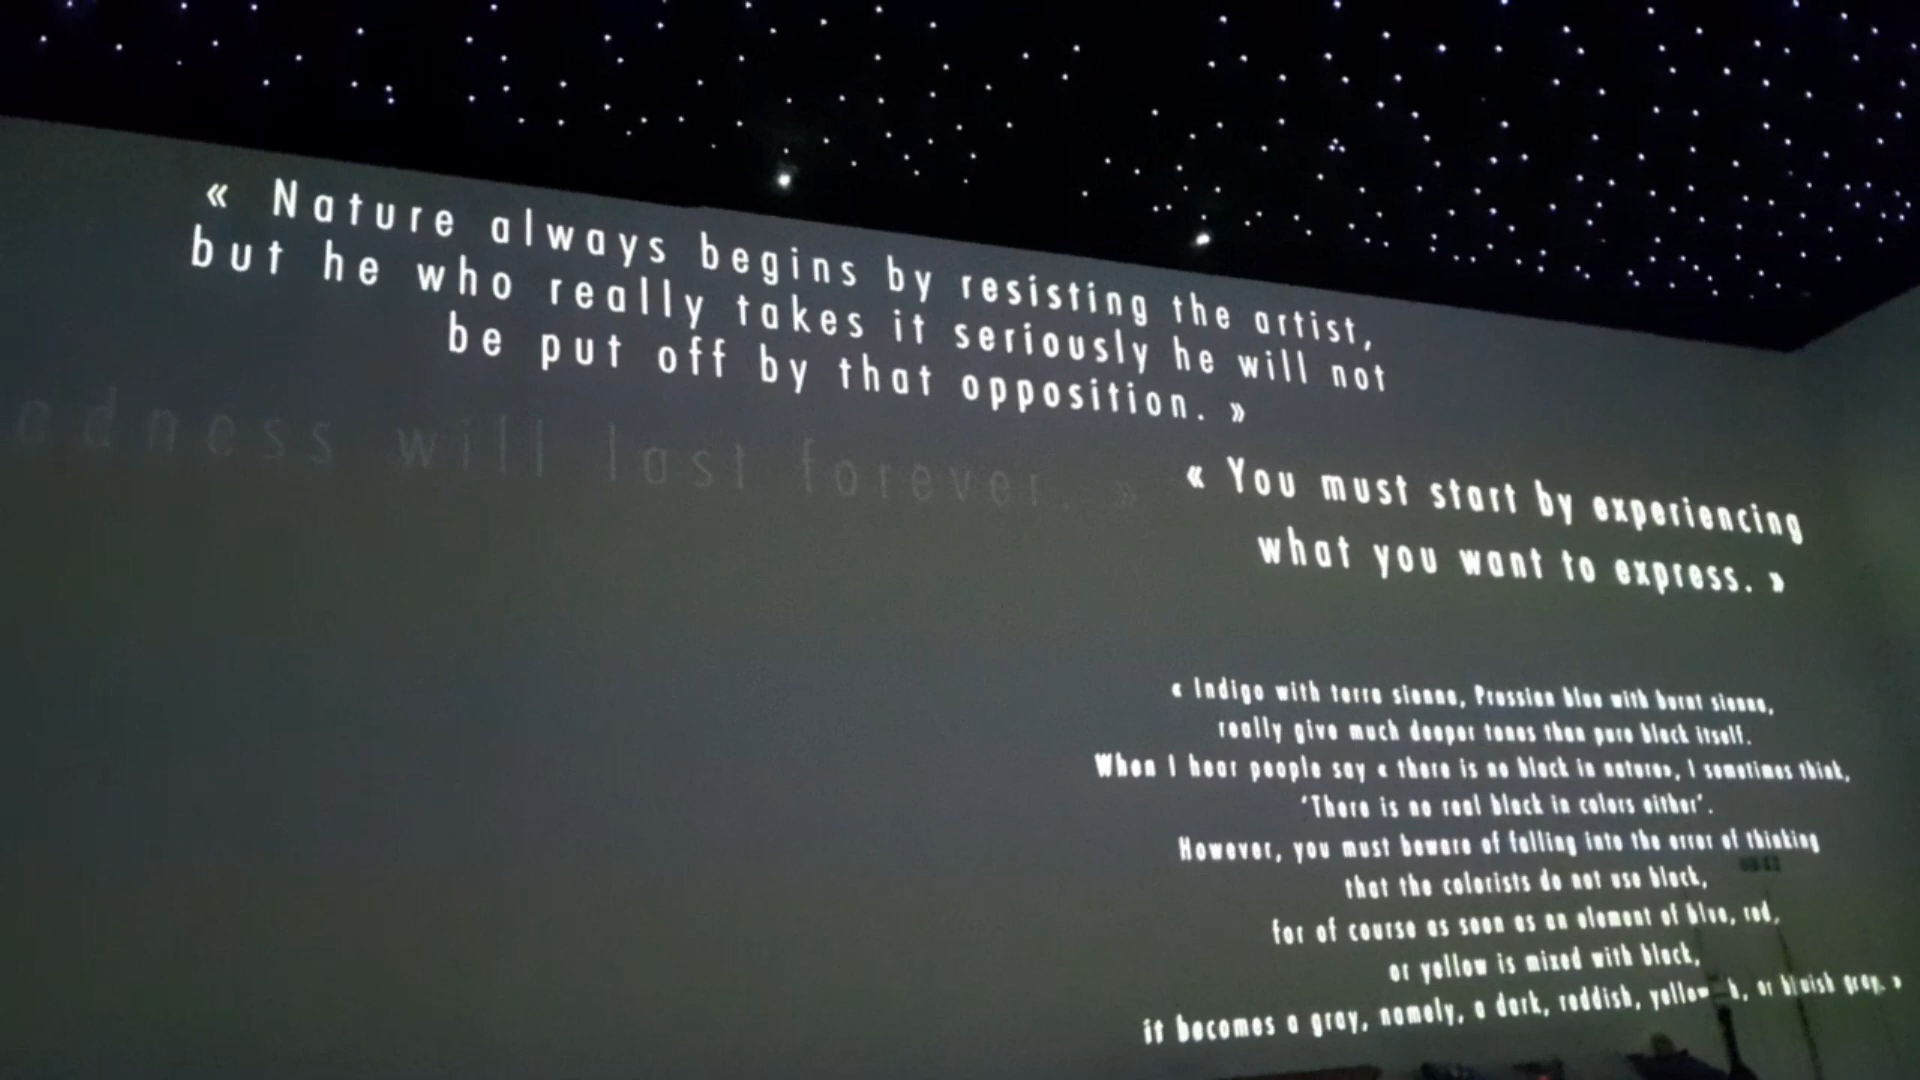 « Nature always begins by resisting the artist,
but he who really takes it seriously he will not
be put off by that opposition. »
adness will last forever. »
« You must start by experiencing
what you want to express. »
« Indigo with terra sienna, Prussian blue with burnt sienna,
really give much deeper tones than pure black itself.
When I hear people say « there is no black in nature», I sometimes think,
'There is no real black in colors either'.
However, you must beware of falling into the error of thinking
that the colorists do not use black,
for of course as soon as an element of blue, red,
or yellow is mixed with black,
it becomes a gray, namely, a dark, reddish, yellowish, or bluish gray. »